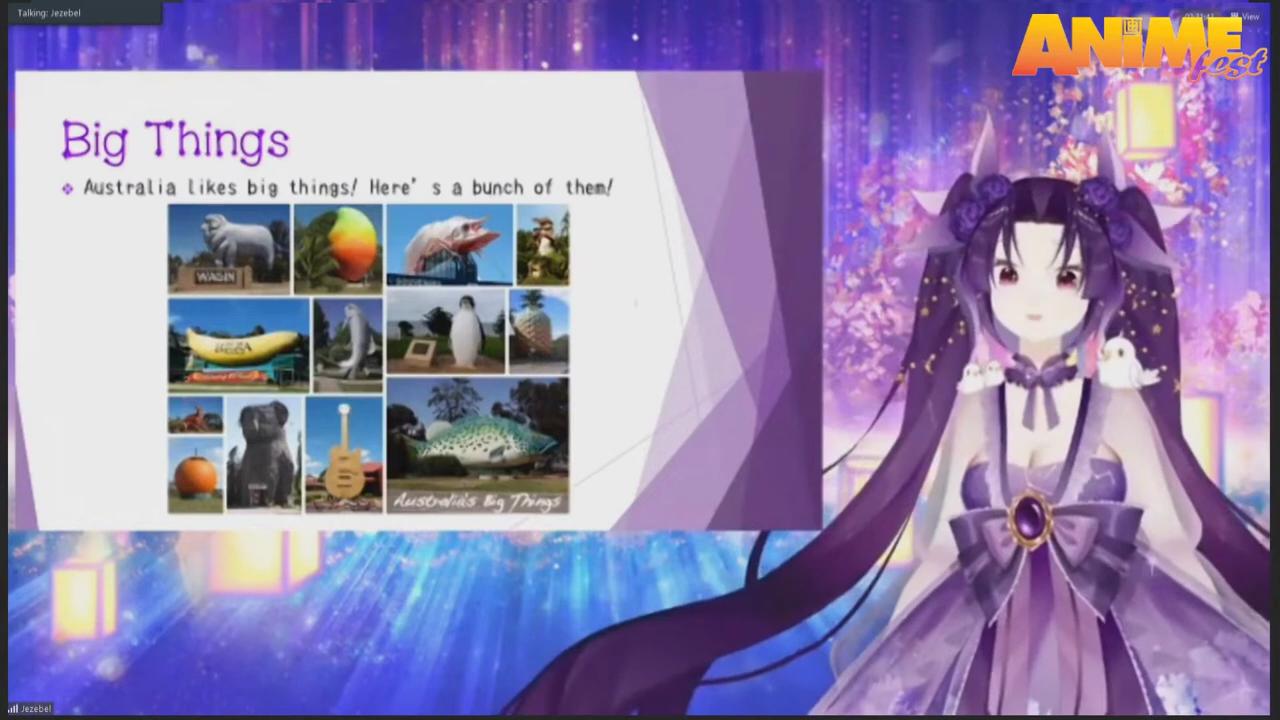 Talking: Jezebel
View
ANiME
fest
Big Things
Australia likes big things! Here's a bunch of them!
WAGIN
Australia's Big Things
Jezebel